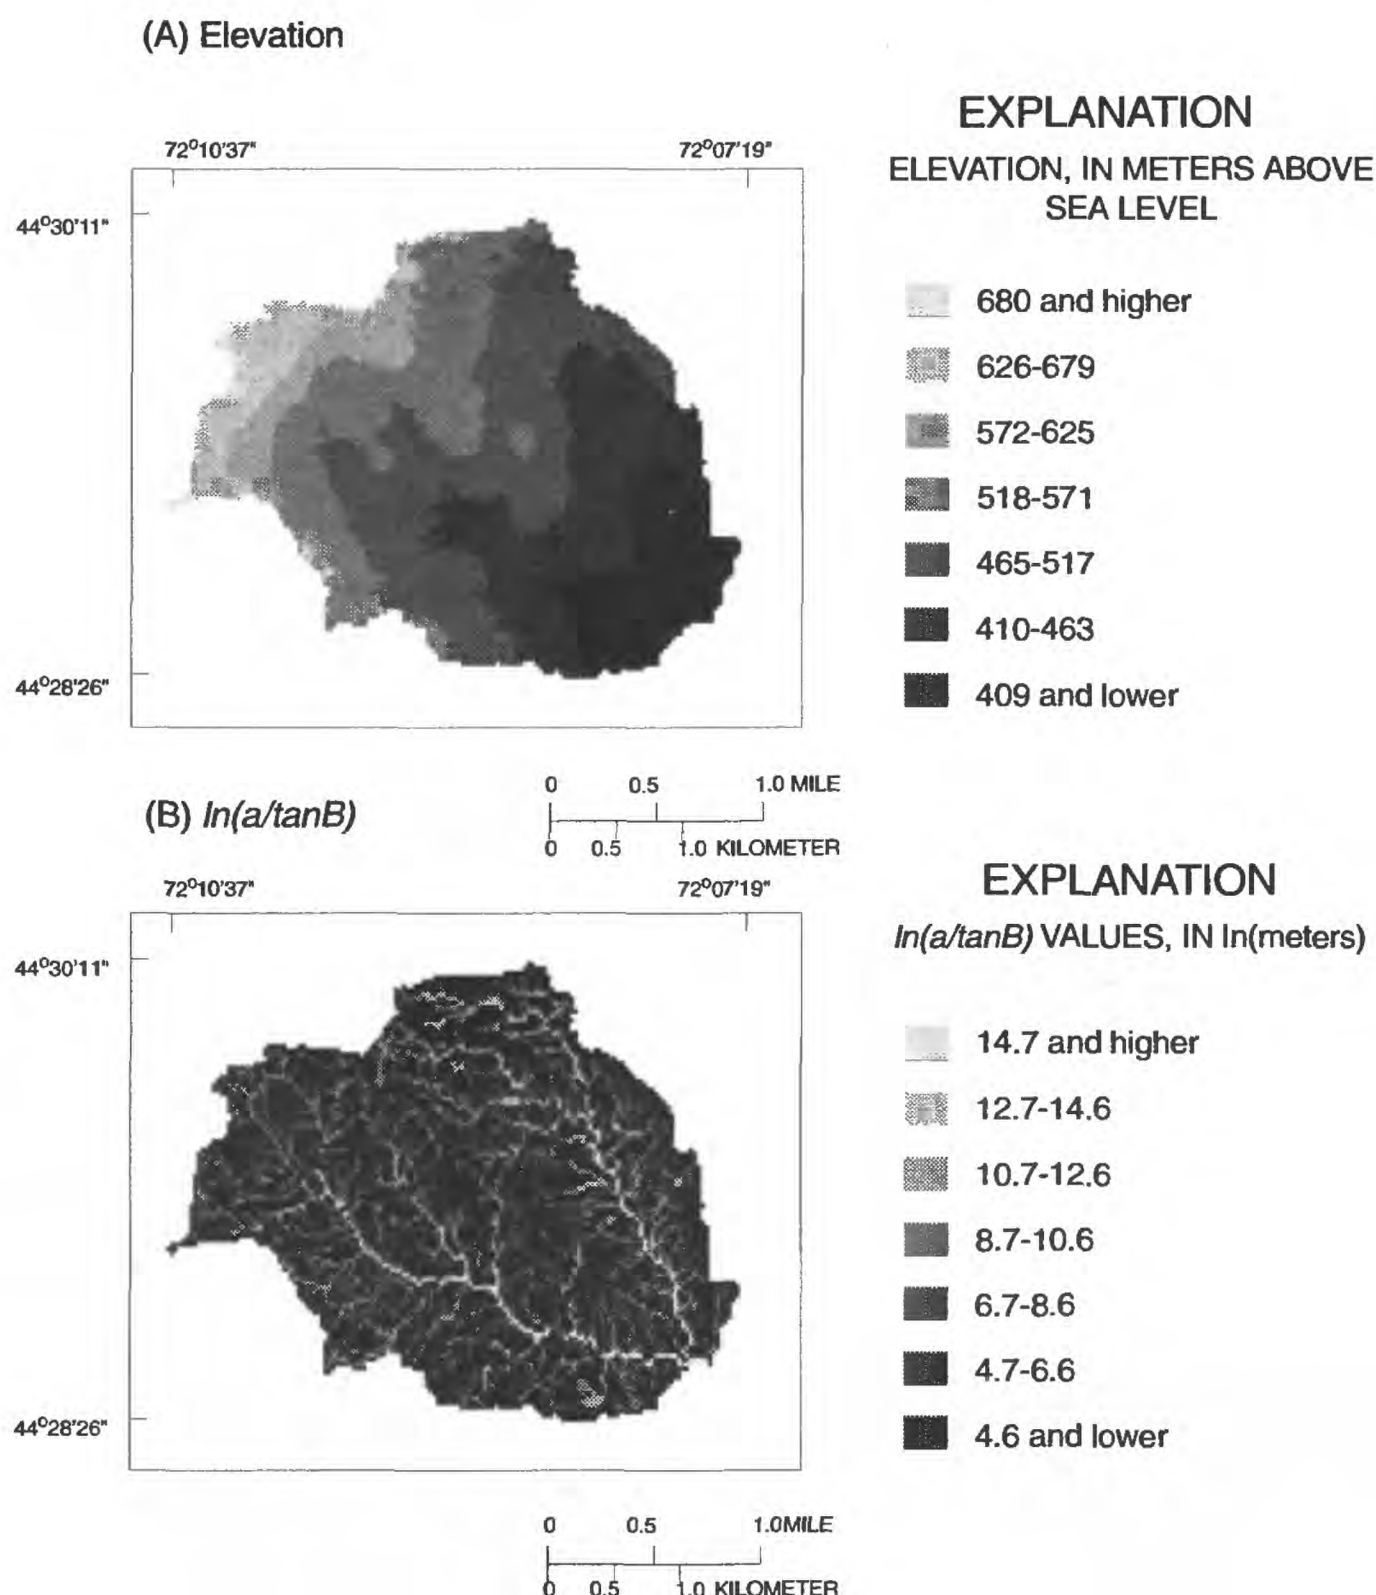 (A) Elevation
72°10'37" 72°07'19"
44°30'11"
44°28'26"
EXPLANATION
ELEVATION, IN METERS ABOVE
SEA LEVEL
680 and higher
626-679
572-625
518-571
465-517
410-463
409 and lower
0 0.5 1.0 MILE
0 0.5 1.0 KILOMETER
(B) In(a/tanB)
72°10'37" 72°07'19"
44°30'11"
44°28'26"
EXPLANATION
In(a/tanB) VALUES, IN In(meters)
14.7 and higher
12.7-14.6
10.7-12.6
8.7-10.6
6.7-8.6
4.7-6.6
4.6 and lower
0 0.5 1.0MILE
0 0.5 1.0 KILOMETER